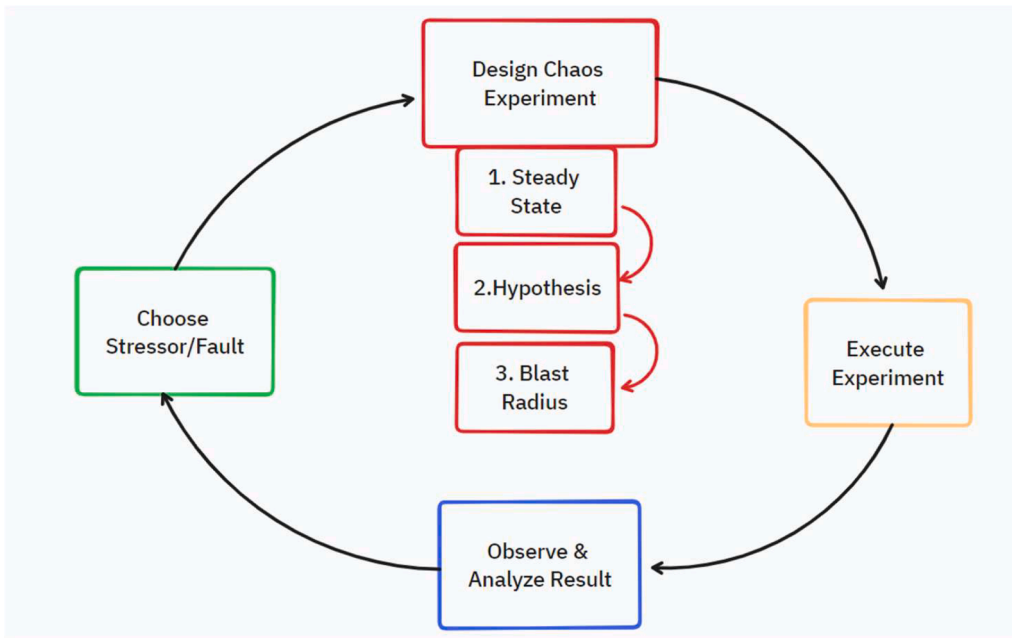 Design Chaos
Experiment
1. Steady
State
2.Hypothesis
3. Blast
Radius
Choose
Stressor/Fault
Execute
Experiment
Observe &
Analyze Result